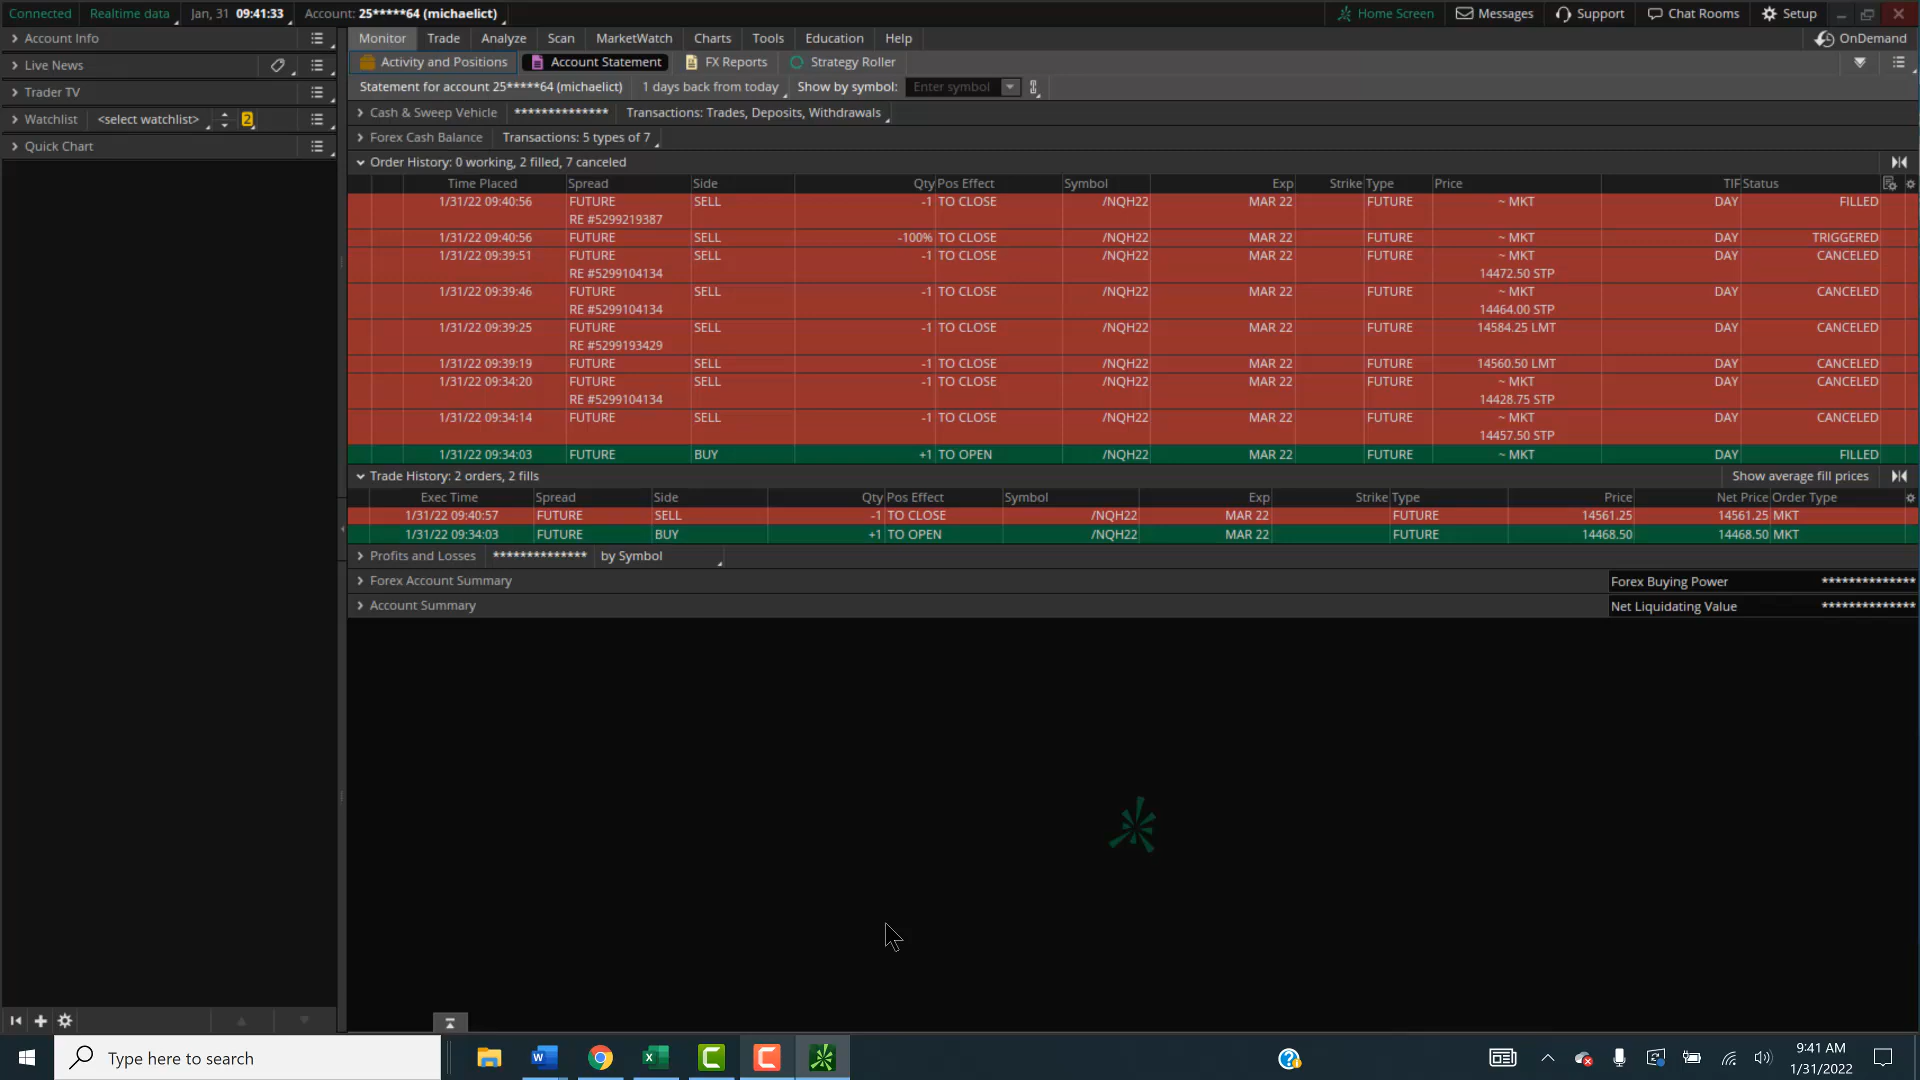 Connected Realtime data Jan, 31 09:41:33 Account: 25*****64 (michaelict) Home Screen Messages Support Chat Rooms Setup
Account Info Monitor Trade Analyze Scan MarketWatch Charts Tools Education Help OnDemand
Live News Activity and Positions Account Statement FX Reports Strategy Roller
Trader TV Statement for account 25*****64 (michaelict) 1 days back from today Show by symbol: Enter symbol
Watchlist <select watchlist> 2 Cash & Sweep Vehicle ************** Transactions: Trades, Deposits, Withdrawals
Quick Chart Forex Cash Balance Transactions: 5 types of 7
Order History: 0 working, 2 filled, 7 canceled
Time Placed Spread Side Qty Pos Effect Symbol Exp Strike Type Price TIF Status
1/31/22 09:40:56 FUTURE SELL -1 TO CLOSE /NQH22 MAR 22 FUTURE ~ MKT DAY FILLED
RE #5299219387
1/31/22 09:40:56 FUTURE SELL -100% TO CLOSE /NQH22 MAR 22 FUTURE ~ MKT DAY TRIGGERED
1/31/22 09:39:51 FUTURE SELL -1 TO CLOSE /NQH22 MAR 22 FUTURE ~ MKT DAY CANCELED
RE #5299104134 14472.50 STP
1/31/22 09:39:46 FUTURE SELL -1 TO CLOSE /NQH22 MAR 22 FUTURE ~ MKT DAY CANCELED
RE #5299104134 14464.00 STP
1/31/22 09:39:25 FUTURE SELL -1 TO CLOSE /NQH22 MAR 22 FUTURE 14584.25 LMT DAY CANCELED
RE #5299193429
1/31/22 09:39:19 FUTURE SELL -1 TO CLOSE /NQH22 MAR 22 FUTURE 14560.50 LMT DAY CANCELED
1/31/22 09:34:20 FUTURE SELL -1 TO CLOSE /NQH22 MAR 22 FUTURE ~ MKT DAY CANCELED
RE #5299104134 14428.75 STP
1/31/22 09:34:14 FUTURE SELL -1 TO CLOSE /NQH22 MAR 22 FUTURE ~ MKT DAY CANCELED
14457.50 STP
1/31/22 09:34:03 FUTURE BUY +1 TO OPEN /NQH22 MAR 22 FUTURE ~ MKT DAY FILLED
Trade History: 2 orders, 2 fills Show average fill prices
Exec Time Spread Side Qty Pos Effect Symbol Exp Strike Type Price Net Price Order Type
1/31/22 09:40:57 FUTURE SELL -1 TO CLOSE /NQH22 MAR 22 FUTURE 14561.25 14561.25 MKT
1/31/22 09:34:03 FUTURE BUY +1 TO OPEN /NQH22 MAR 22 FUTURE 14468.50 14468.50 MKT
Profits and Losses ************** by Symbol
Forex Account Summary Forex Buying Power **************
Account Summary Net Liquidating Value **************
Type here to search
9:41 AM
1/31/2022